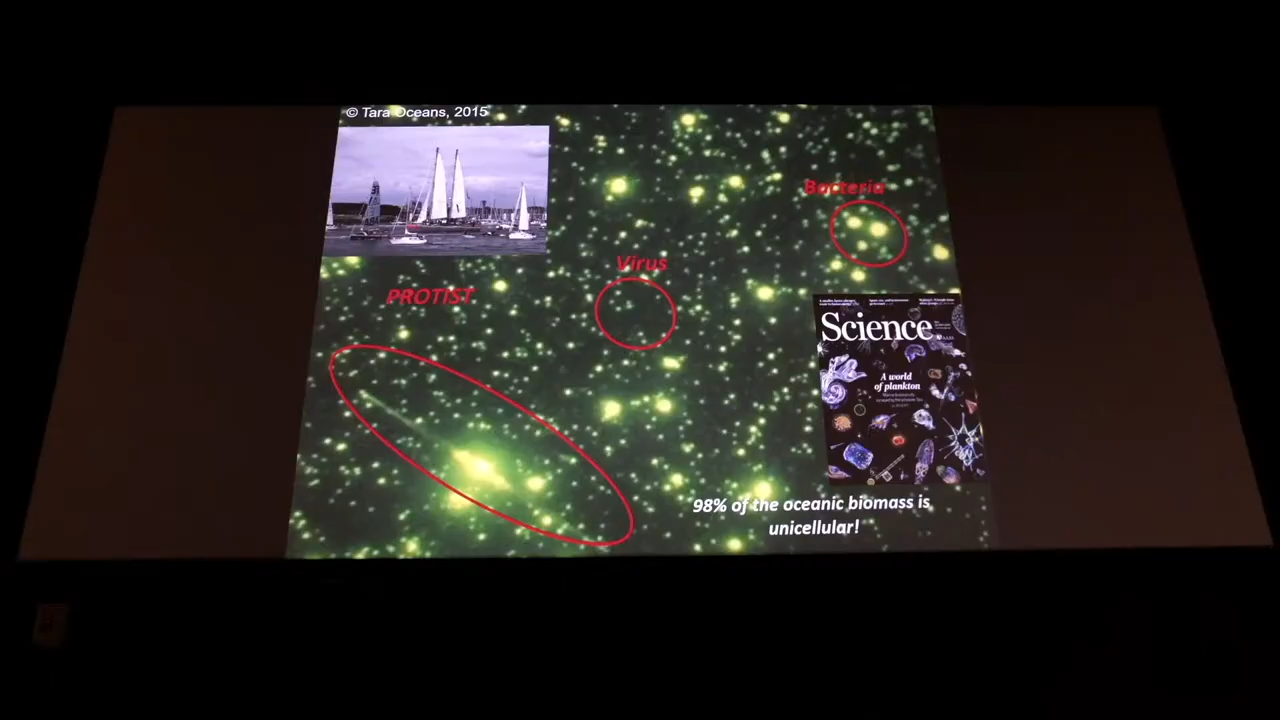 © Tara Oceans, 2015
Bacteria
Virus
PROTIST
Science
A world
of plankton
98% of the oceanic biomass is
unicellular!